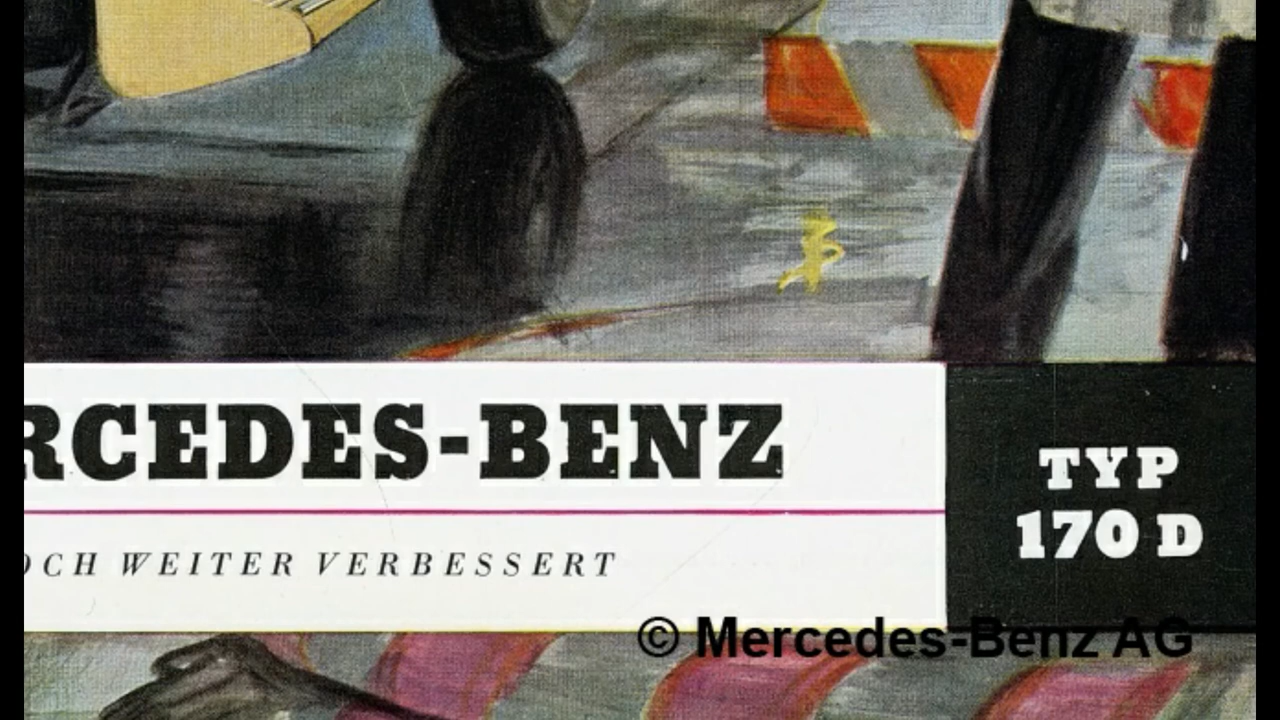 RCEDES-BENZ
OCH WEITER VERBESSERT
TYP
170 D
© Mercedes-Benz AG